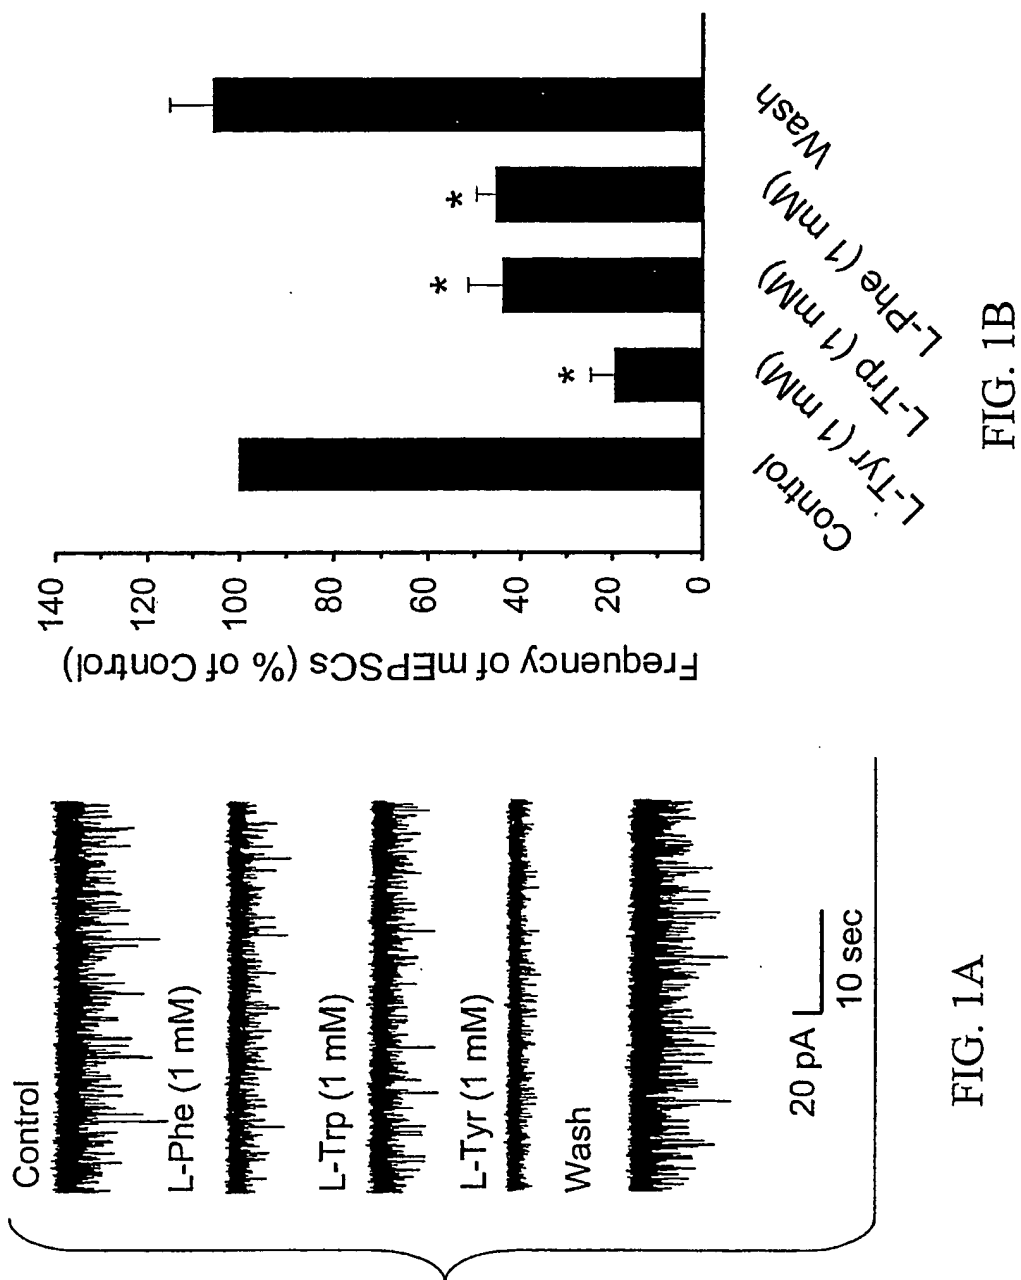 Control
L-Phe (1 mM)
L-Trp (1 mM)
L-Tyr (1 mM)
Wash
20 pA
10 sec
FIG. 1A
Frequency of mEPSCs (% of Control)
140
120
100
80
60
40
20
0
*
*
*
Control
L-Tyr (1 mM)
L-Trp (1 mM)
L-Phe (1 mM)
Wash
FIG. 1B